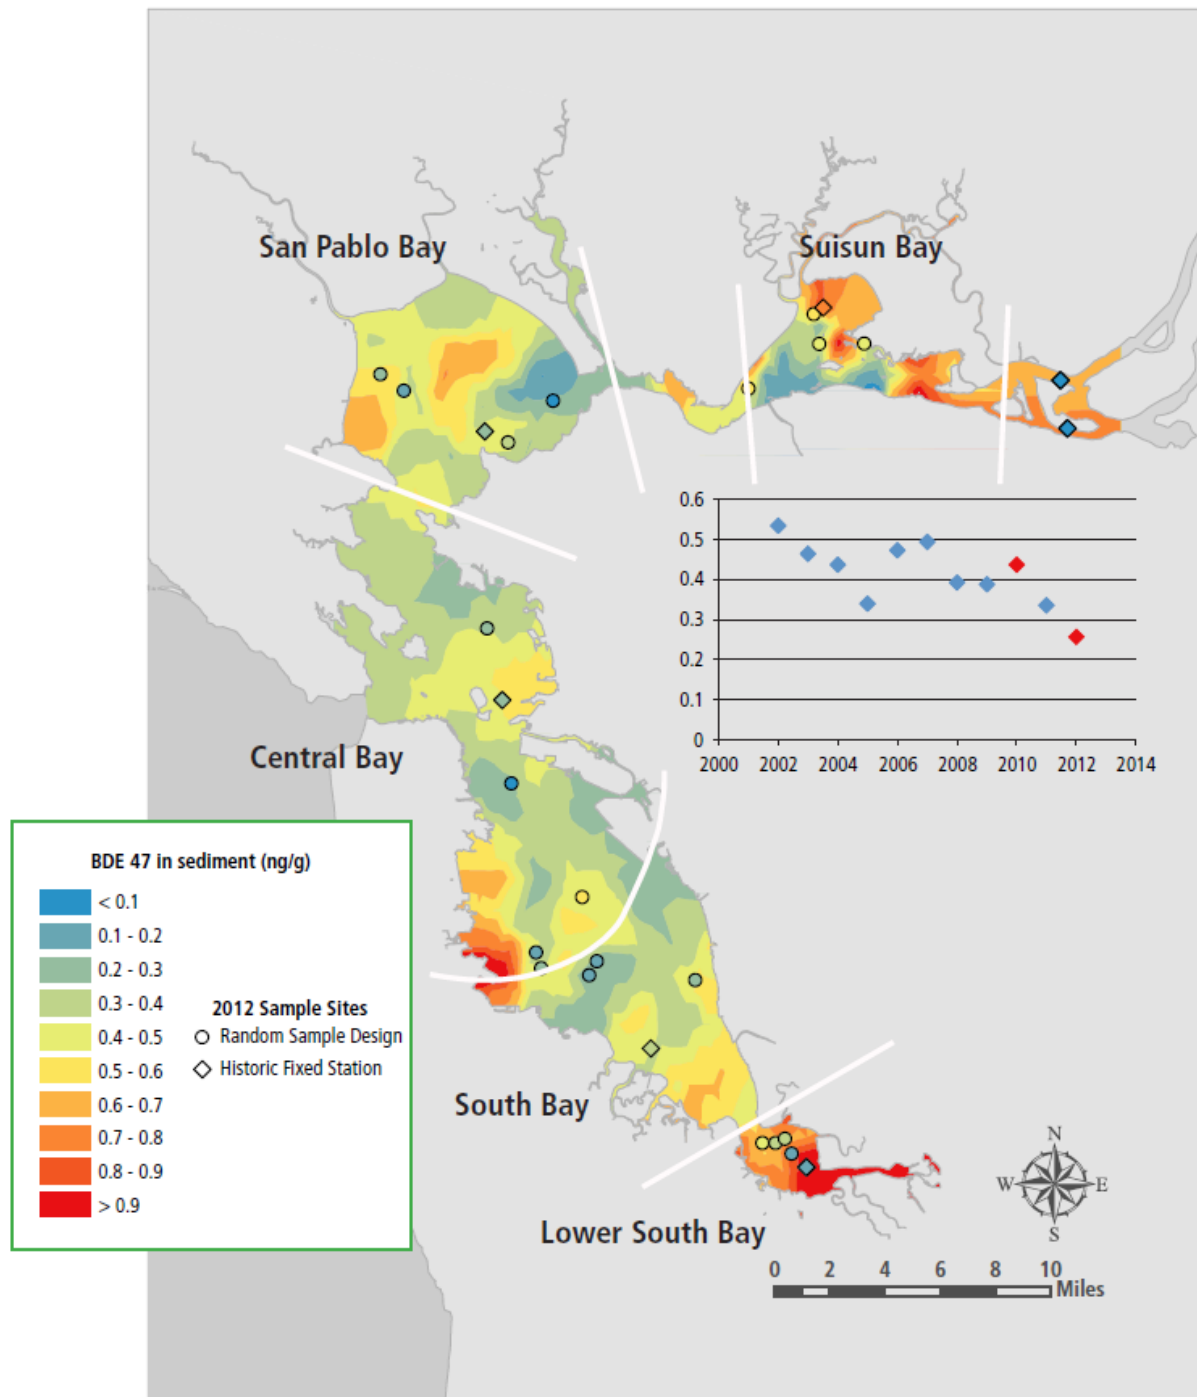 San Pablo Bay
Suisun Bay
0.6
0.5
0.4
0.3
0.2
0.1
0
2000 2002 2004 2006 2008 2010 2012 2014
Central Bay
BDE 47 in sediment (ng/g)
< 0.1
0.1 - 0.2
0.2 - 0.3
0.3 - 0.4
0.4 - 0.5
0.5 - 0.6
0.6 - 0.7
0.7 - 0.8
0.8 - 0.9
> 0.9
2012 Sample Sites
Random Sample Design
Historic Fixed Station
South Bay
Lower South Bay
N
W E
S
0 2 4 6 8 10
Miles